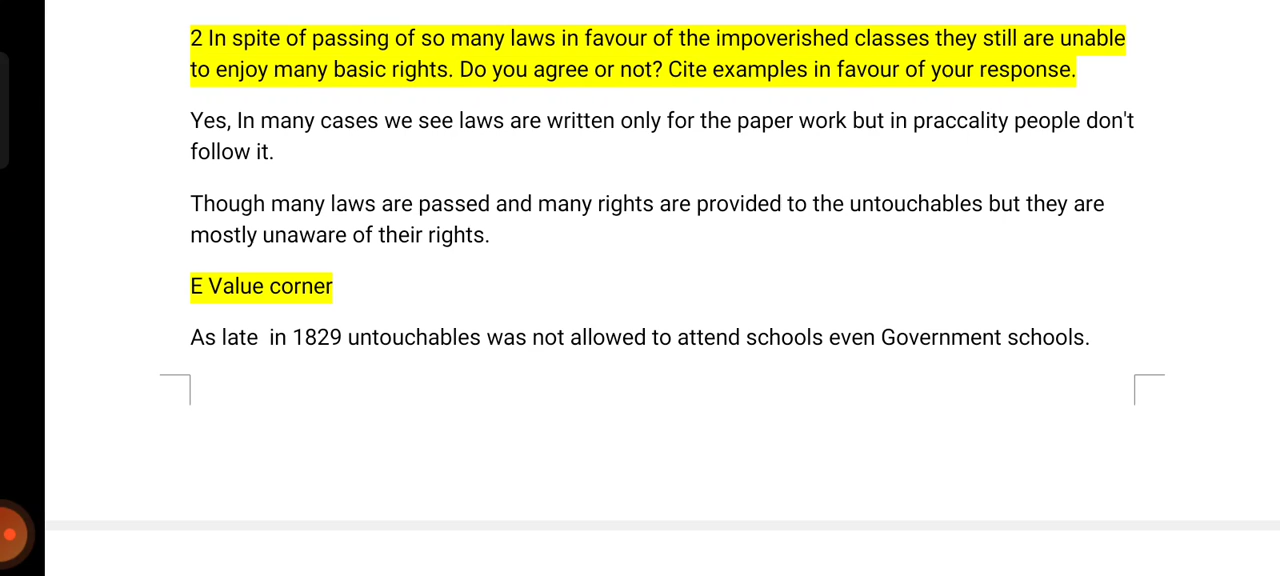 2 In spite of passing of so many laws in favour of the impoverished classes they still are unable
to enjoy many basic rights. Do you agree or not? Cite examples in favour of your response.
Yes, In many cases we see laws are written only for the paper work but in praccality people don't
follow it.
Though many laws are passed and many rights are provided to the untouchables but they are
mostly unaware of their rights.
E Value corner
As late  in 1829 untouchables was not allowed to attend schools even Government schools.